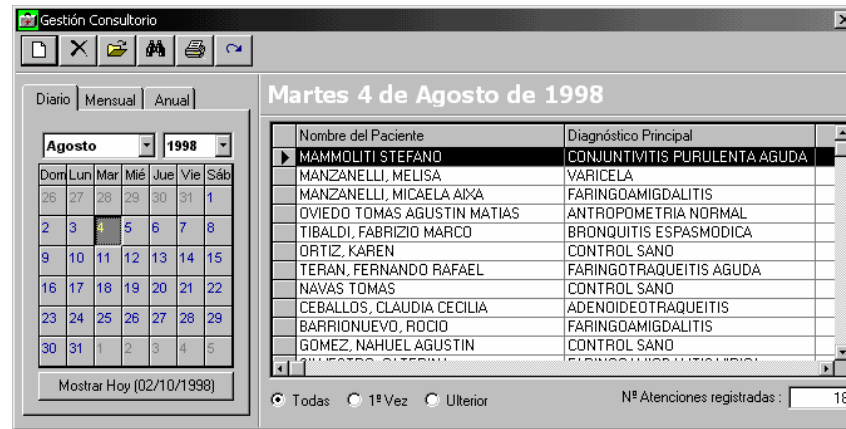 Gestión Consultorio
Diario Mensual Anual
Martes 4 de Agosto de 1998
Agosto 1998
Dom Lun Mar Mié Jue Vie Sáb
26 27 28 29 30 31 1
2 3 4 5 6 7 8
9 10 11 12 13 14 15
16 17 18 19 20 21 22
23 24 25 26 27 28 29
30 31 1 2 3 4 5
Mostrar Hoy (02/10/1998)
Nombre del Paciente Diagnóstico Principal
MAMMOLITI STEFANO CONJUNTIVITIS PURULENTA AGUDA
MANZANELLI, MELISA VARICELA
MANZANELLI, MICAELA AIXA FARINGOAMIGDALITIS
OVIEDO TOMAS AGUSTIN MATIAS ANTROPOMETRIA NORMAL
TIBALDI, FABRIZIO MARCO BRONQUITIS ESPASMODICA
ORTIZ, KAREN CONTROL SANO
TERAN, FERNANDO RAFAEL FARINGOTRAQUEITIS AGUDA
NAVAS TOMAS CONTROL SANO
CEBALLOS, CLAUDIA CECILIA ADENOIDEOTRAQUEITIS
BARRIONUEVO, ROCIO FARINGOAMIGDALITIS
GOMEZ, NAHUEL AGUSTIN CONTROL SANO
Todas 1ª Vez Ulterior Nº Atenciones registradas : 18